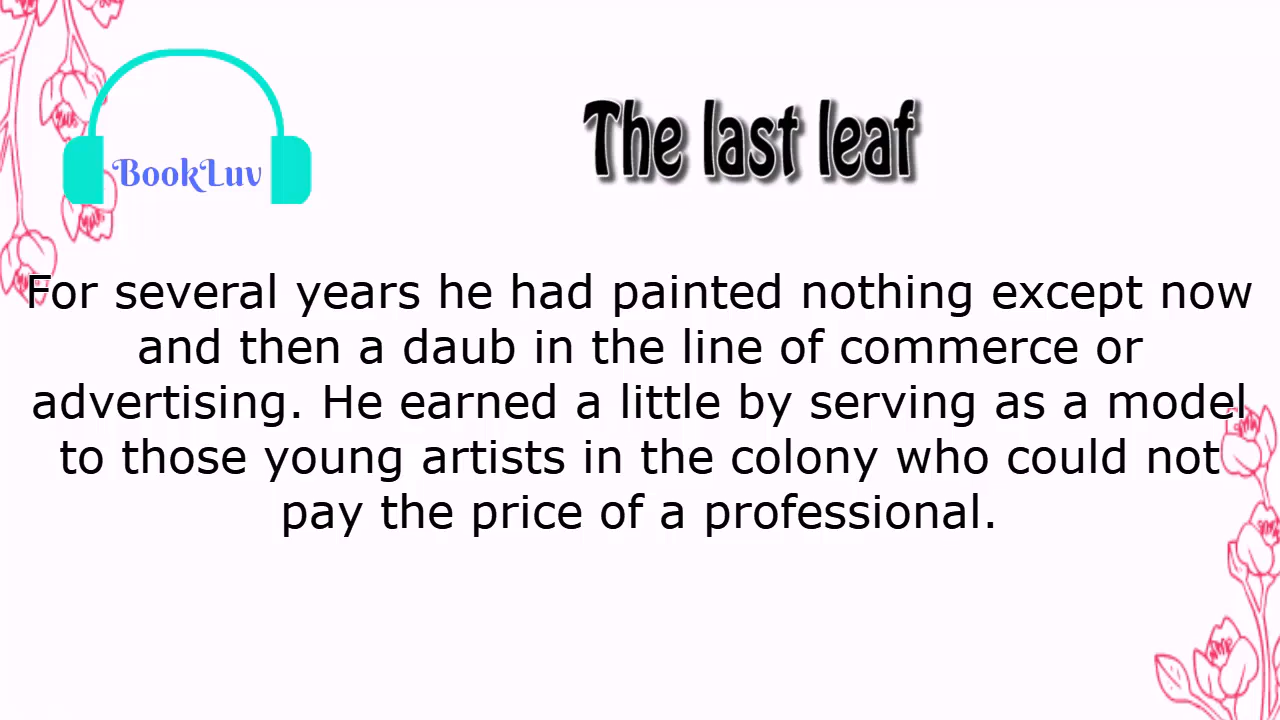 The last leaf
BookLuv
For several years he had painted nothing except now
and then a daub in the line of commerce or
advertising. He earned a little by serving as a model
to those young artists in the colony who could not
pay the price of a professional.